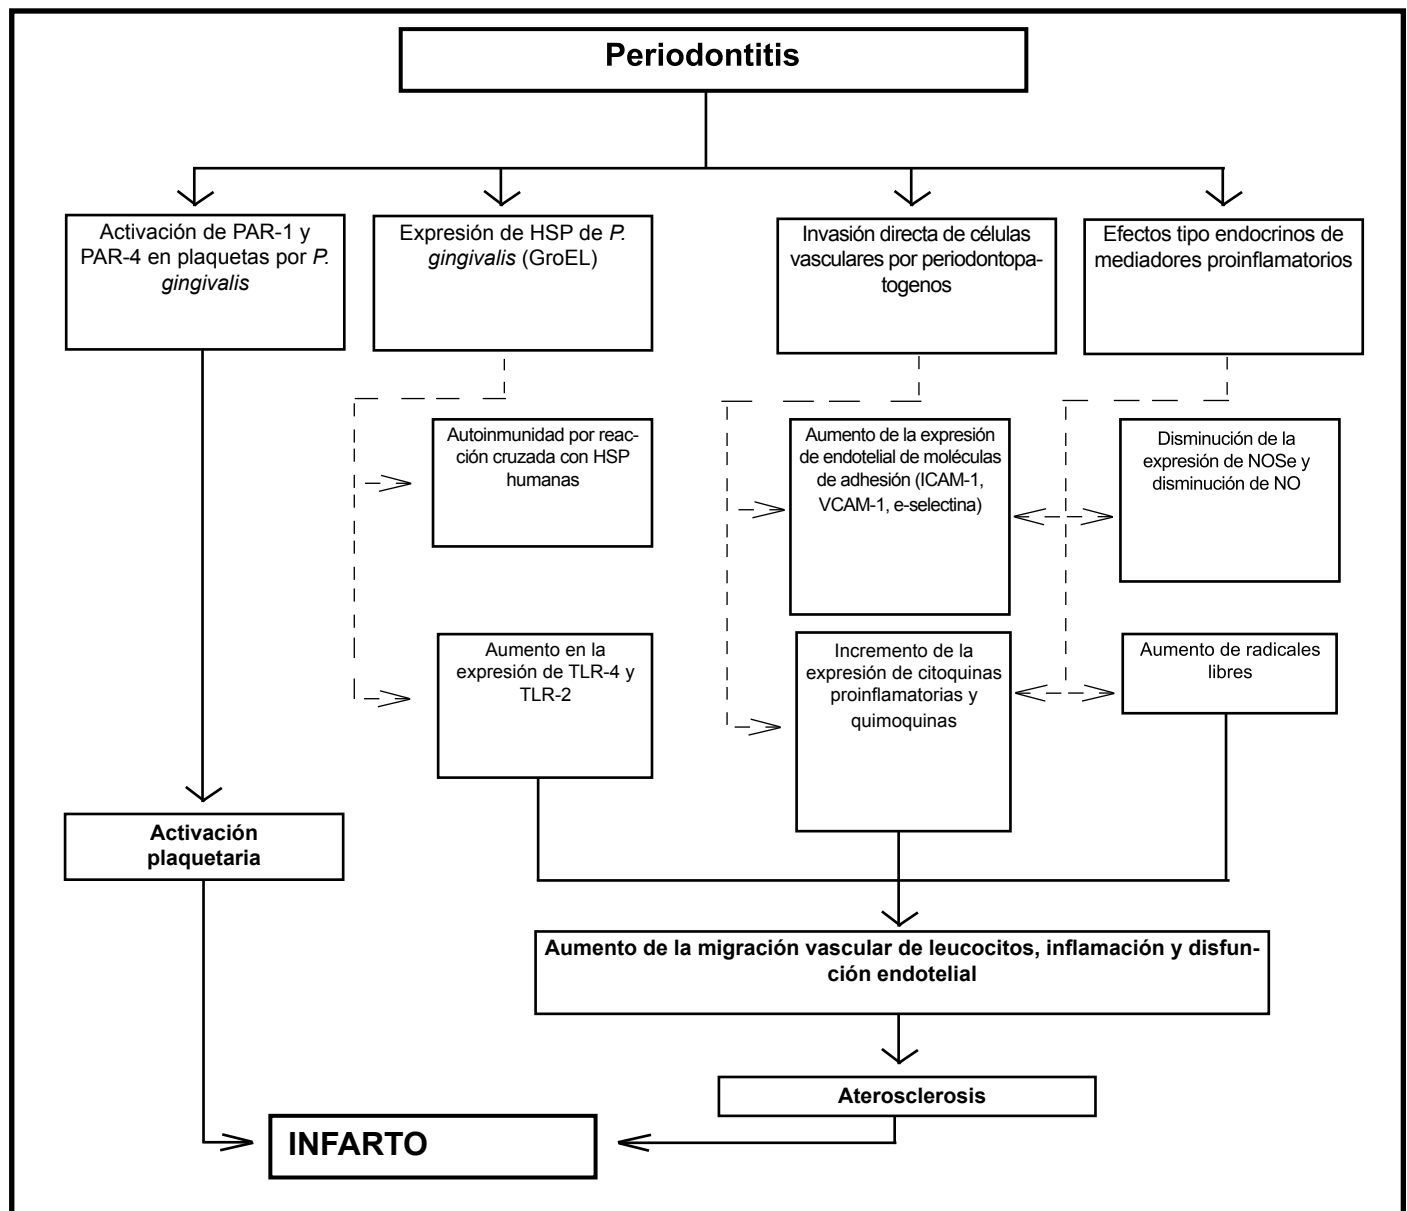 Periodontitis
Activación de PAR-1 y
PAR-4 en plaquetas por P.
gingivalis
Expresión de HSP de P.
gingivalis (GroEL)
Invasión directa de células
vasculares por periodontopa-
togenos
Efectos tipo endocrinos de
mediadores proinflamatorios
Autoinmunidad por reac-
ción cruzada con HSP
humanas
Aumento de la expresión
de endotelial de moléculas
de adhesión (ICAM-1,
VCAM-1, e-selectina)
Disminución de la
expresión de NOSe y
disminución de NO
Aumento en la
expresión de TLR-4 y
TLR-2
Incremento de la
expresión de citoquinas
proinflamatorias y
quimoquinas
Aumento de radicales
libres
Activación
plaquetaria
Aumento de la migración vascular de leucocitos, inflamación y disfun-
ción endotelial
Aterosclerosis
INFARTO